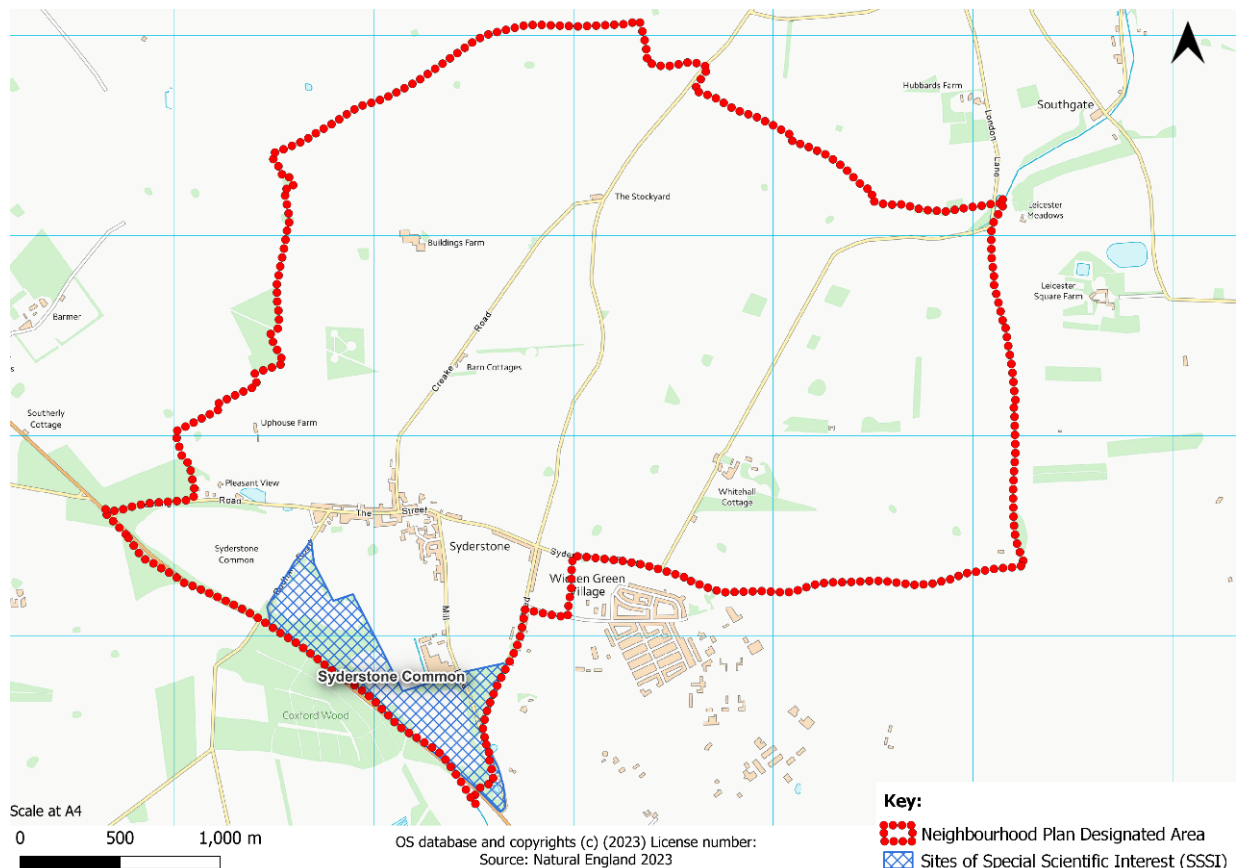 Hubbards Farm
Southgate
London
Lane
The Stockyard
Leicester
Meadows
Buildings Farm
Leicester
Square Farm
Barmer
Road
Creake
Barn Cottages
Southerly
Cottage
Uphouse Farm
Pleasant View
Road
Whitehall
Cottage
The Street
Syderstone
Syderstone
Common
Wicken Green
Village
Mill
Syderstone Common
Coxford Wood
Scale at A4
0 500 1,000 m
OS database and copyrights (c) (2023) License number:
Source: Natural England 2023
Key:
Neighbourhood Plan Designated Area
Sites of Special Scientific Interest (SSSI)